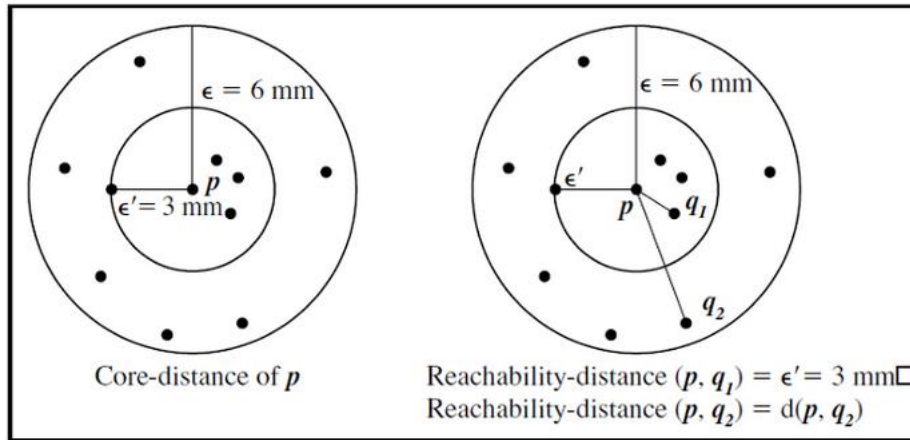 ϵ = 6 mm
p
ϵ′= 3 mm
Core-distance of p
ϵ = 6 mm
ϵ′
p
q₁
q₂
Reachability-distance (p, q₁) = ϵ′= 3 mm□
Reachability-distance (p, q₂) = d(p, q₂)